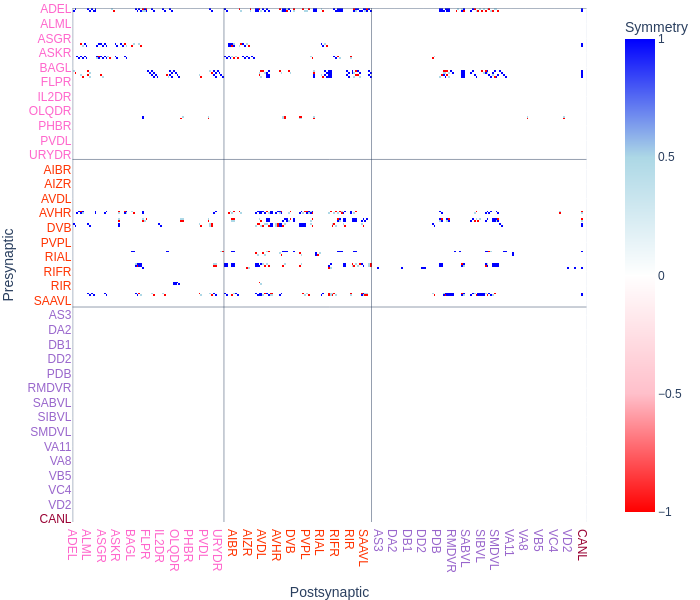 Symmetry
1
0.5
0
−0.5
−1
Presynaptic
ADEL
ALML
ASGR
ASKR
BAGL
FLPR
IL2DR
OLQDR
PHBR
PVDL
URYDR
AIBR
AIZR
AVDL
AVHR
DVB
PVPL
RIAL
RIFR
RIR
SAAVL
AS3
DA2
DB1
DD2
PDB
RMDVR
SABVL
SIBVL
SMDVL
VA11
VA8
VB5
VC4
VD2
CANL
ADEL
ALML
ASGR
ASKR
BAGL
FLPR
IL2DR
OLQDR
PHBR
PVDL
URYDR
AIBR
AIZR
AVDL
AVHR
DVB
PVPL
RIAL
RIFR
RIR
SAAVL
AS3
DA2
DB1
DD2
PDB
RMDVR
SABVL
SIBVL
SMDVL
VA11
VA8
VB5
VC4
VD2
CANL
Postsynaptic